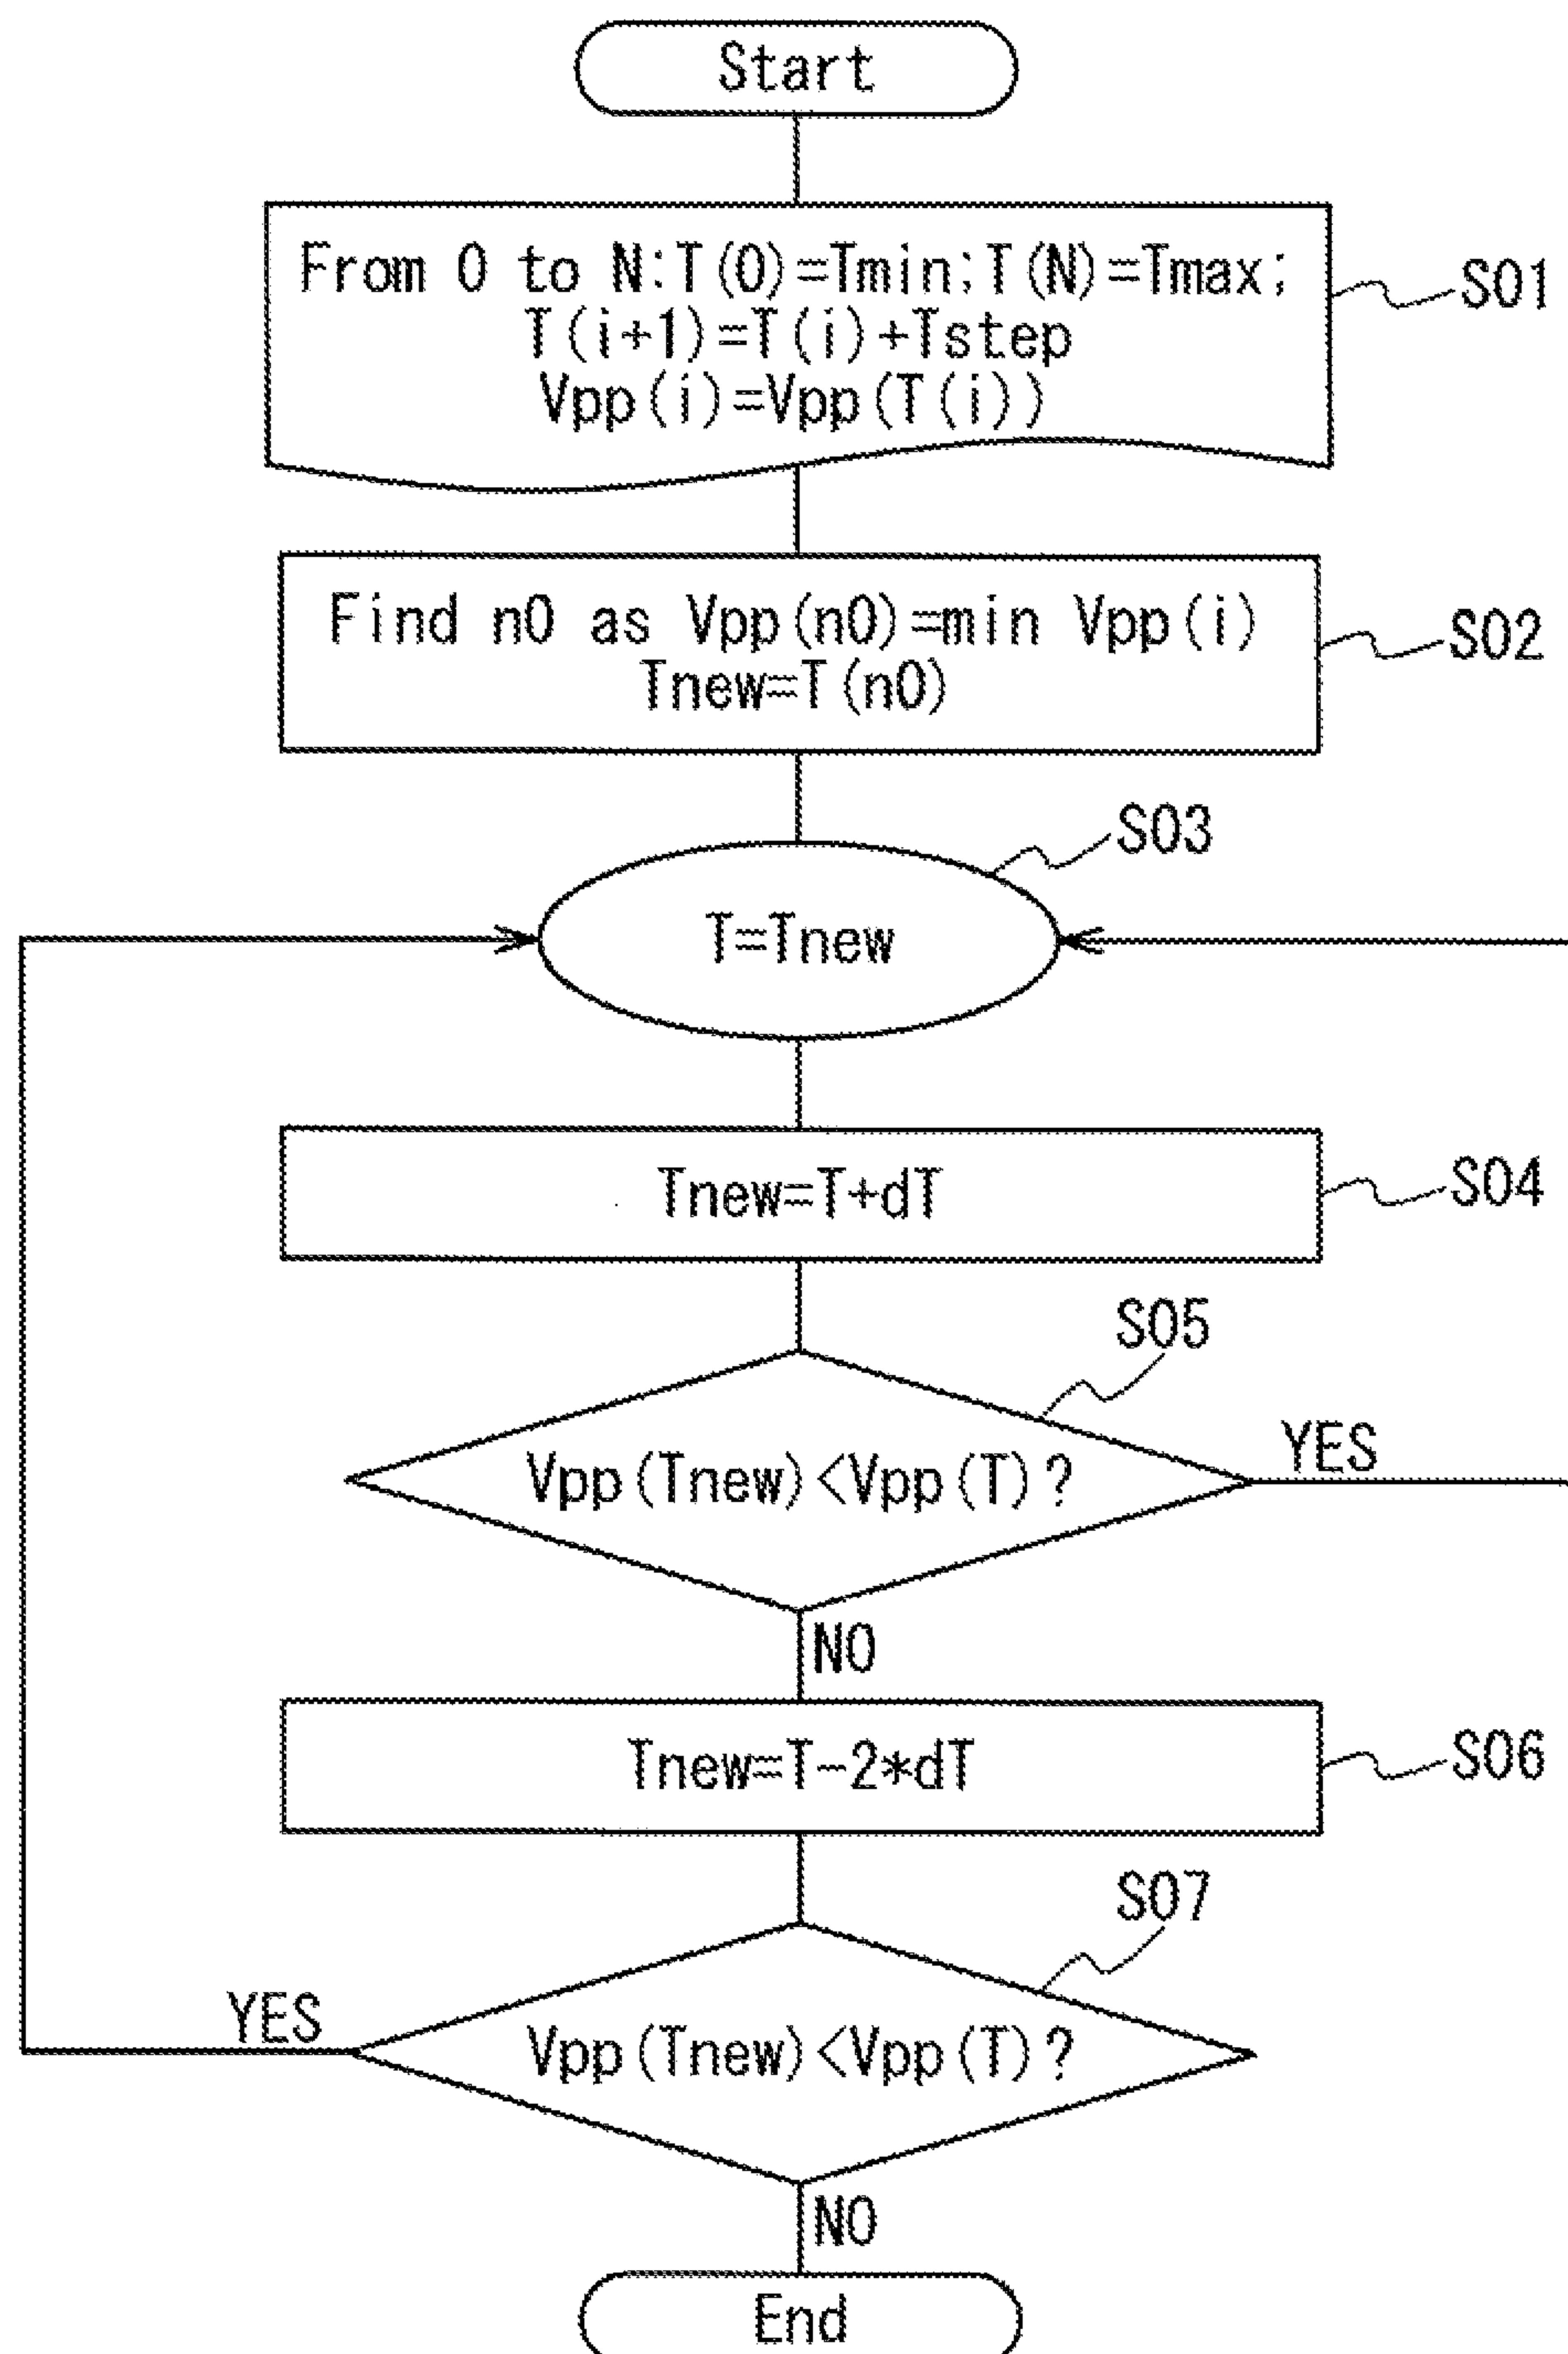 Start
From 0 to N:T(0)=Tmin;T(N)=Tmax;
T(i+1)=T(i)+Tstep
Vpp(i)=Vpp(T(i))
S01
Find n0 as Vpp(n0)=min Vpp(i)
Tnew=T(n0)
S02
S03
T=Tnew
Tnew=T+dT
S04
S05
Vpp(Tnew)<Vpp(T)?
YES
NO
Tnew=T-2*dT
S06
S07
YES
Vpp(Tnew)<Vpp(T)?
NO
End